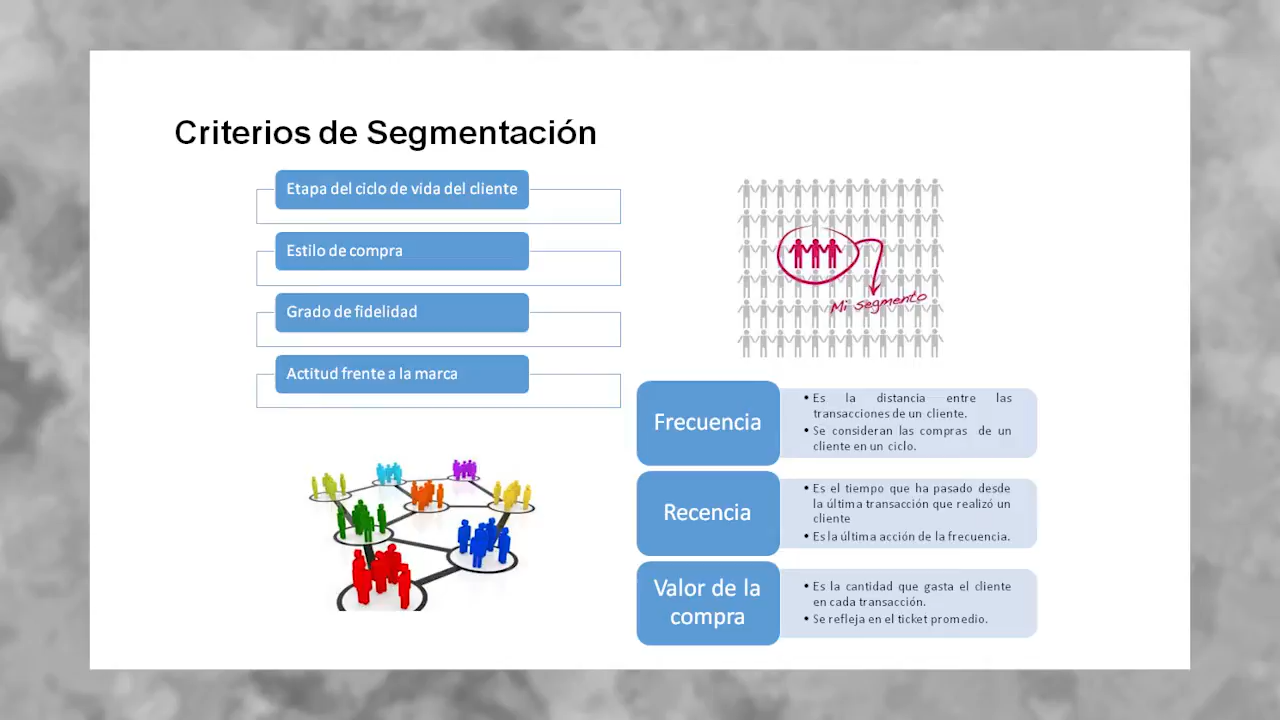 Criterios de Segmentación
Etapa del ciclo de vida del cliente
Estilo de compra
Grado de fidelidad
Actitud frente a la marca
Mi segmento
Frecuencia
• Es la distancia entre las
transacciones de un cliente.
• Se consideran las compras de un
cliente en un ciclo.
Recencia
• Es el tiempo que ha pasado desde
la última transacción que realizó un
cliente
• Es la última acción de la frecuencia.
Valor de la
compra
• Es la cantidad que gasta el cliente
en cada transacción.
• Se refleja en el ticket promedio.